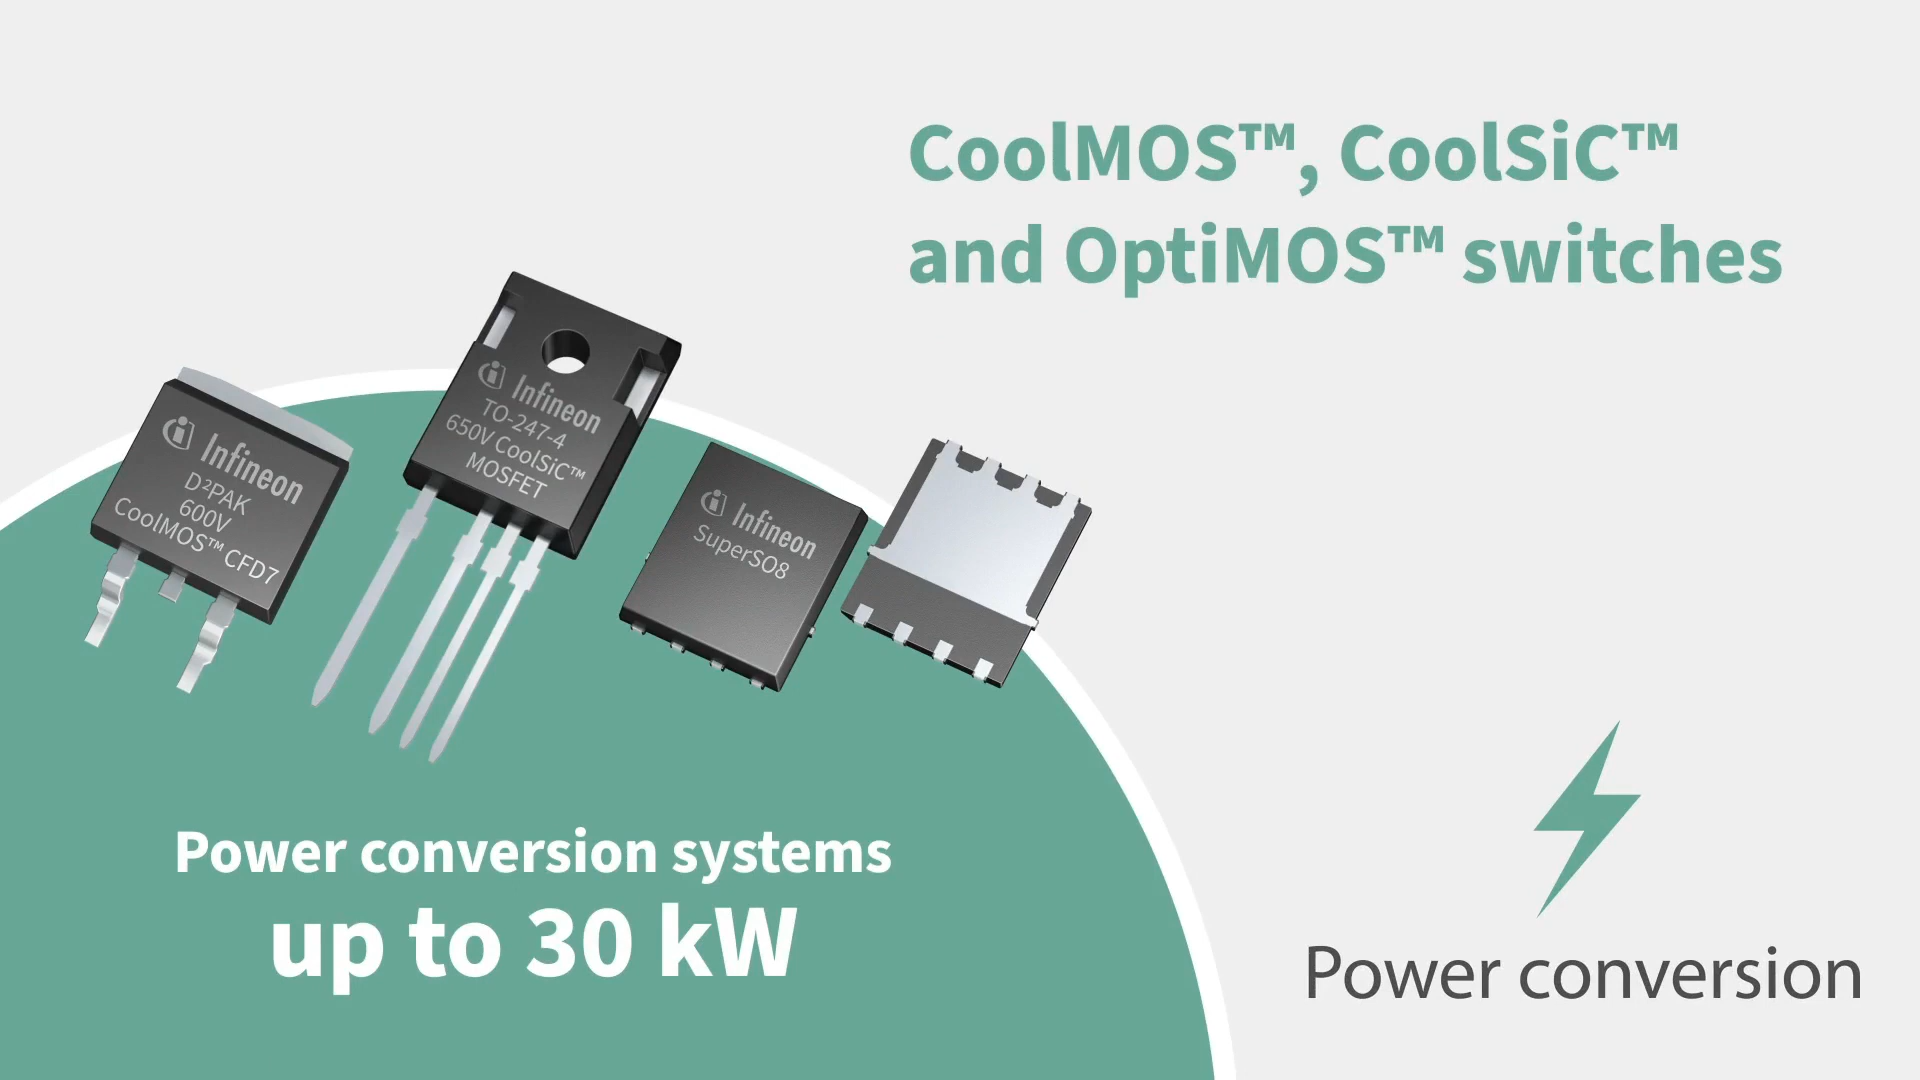 CoolMOS™, CoolSiC™
and OptiMOS™ switches
Infineon
D²PAK
600V
CoolMOS™ CFD7
Infineon
TO-247-4
650V CoolSiC™
MOSFET
Infineon
SuperSO8
Power conversion systems
up to 30 kW
Power conversion